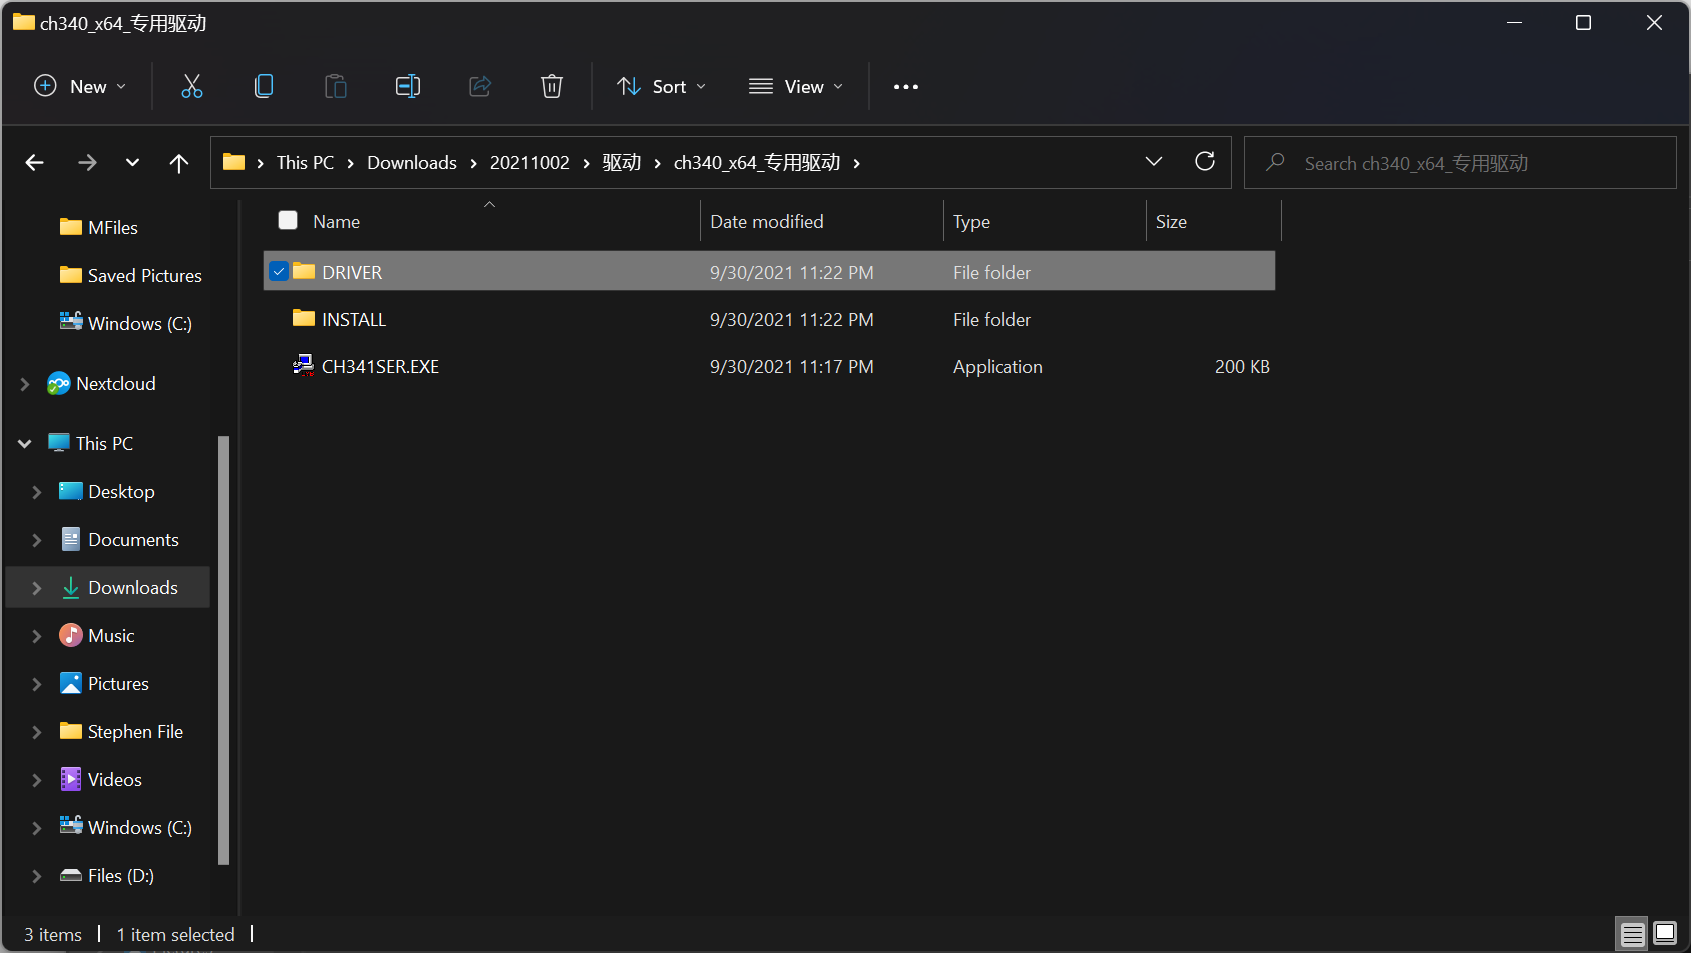 ch340_x64_专用驱动
New Sort View
This PC Downloads 20211002 驱动 ch340_x64_专用驱动
Search ch340_x64_专用驱动
MFiles
Saved Pictures
Windows (C:)
Nextcloud
This PC
Desktop
Documents
Downloads
Music
Pictures
Stephen File
Videos
Windows (C:)
Files (D:)
Name Date modified Type Size
DRIVER 9/30/2021 11:22 PM File folder
INSTALL 9/30/2021 11:22 PM File folder
CH341SER.EXE 9/30/2021 11:17 PM Application 200 KB
3 items 1 item selected